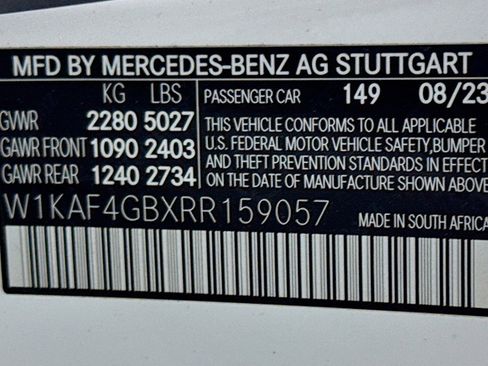 MFD BY MERCEDES-BENZ AG STUTTGART
KG LBS
GVWR 2280 5027
GAWR FRONT 1090 2403
GAWR REAR 1240 2734
PASSENGER CAR 149 08/23
THIS VEHICLE CONFORMS TO ALL APPLICABLE
U.S. FEDERAL MOTOR VEHICLE SAFETY,BUMPER
AND THEFT PREVENTION STANDARDS IN EFFECT
ON THE DATE OF MANUFACTURE SHOWN ABOVE
W1KAF4GBXRR159057
MADE IN SOUTH AFRICA